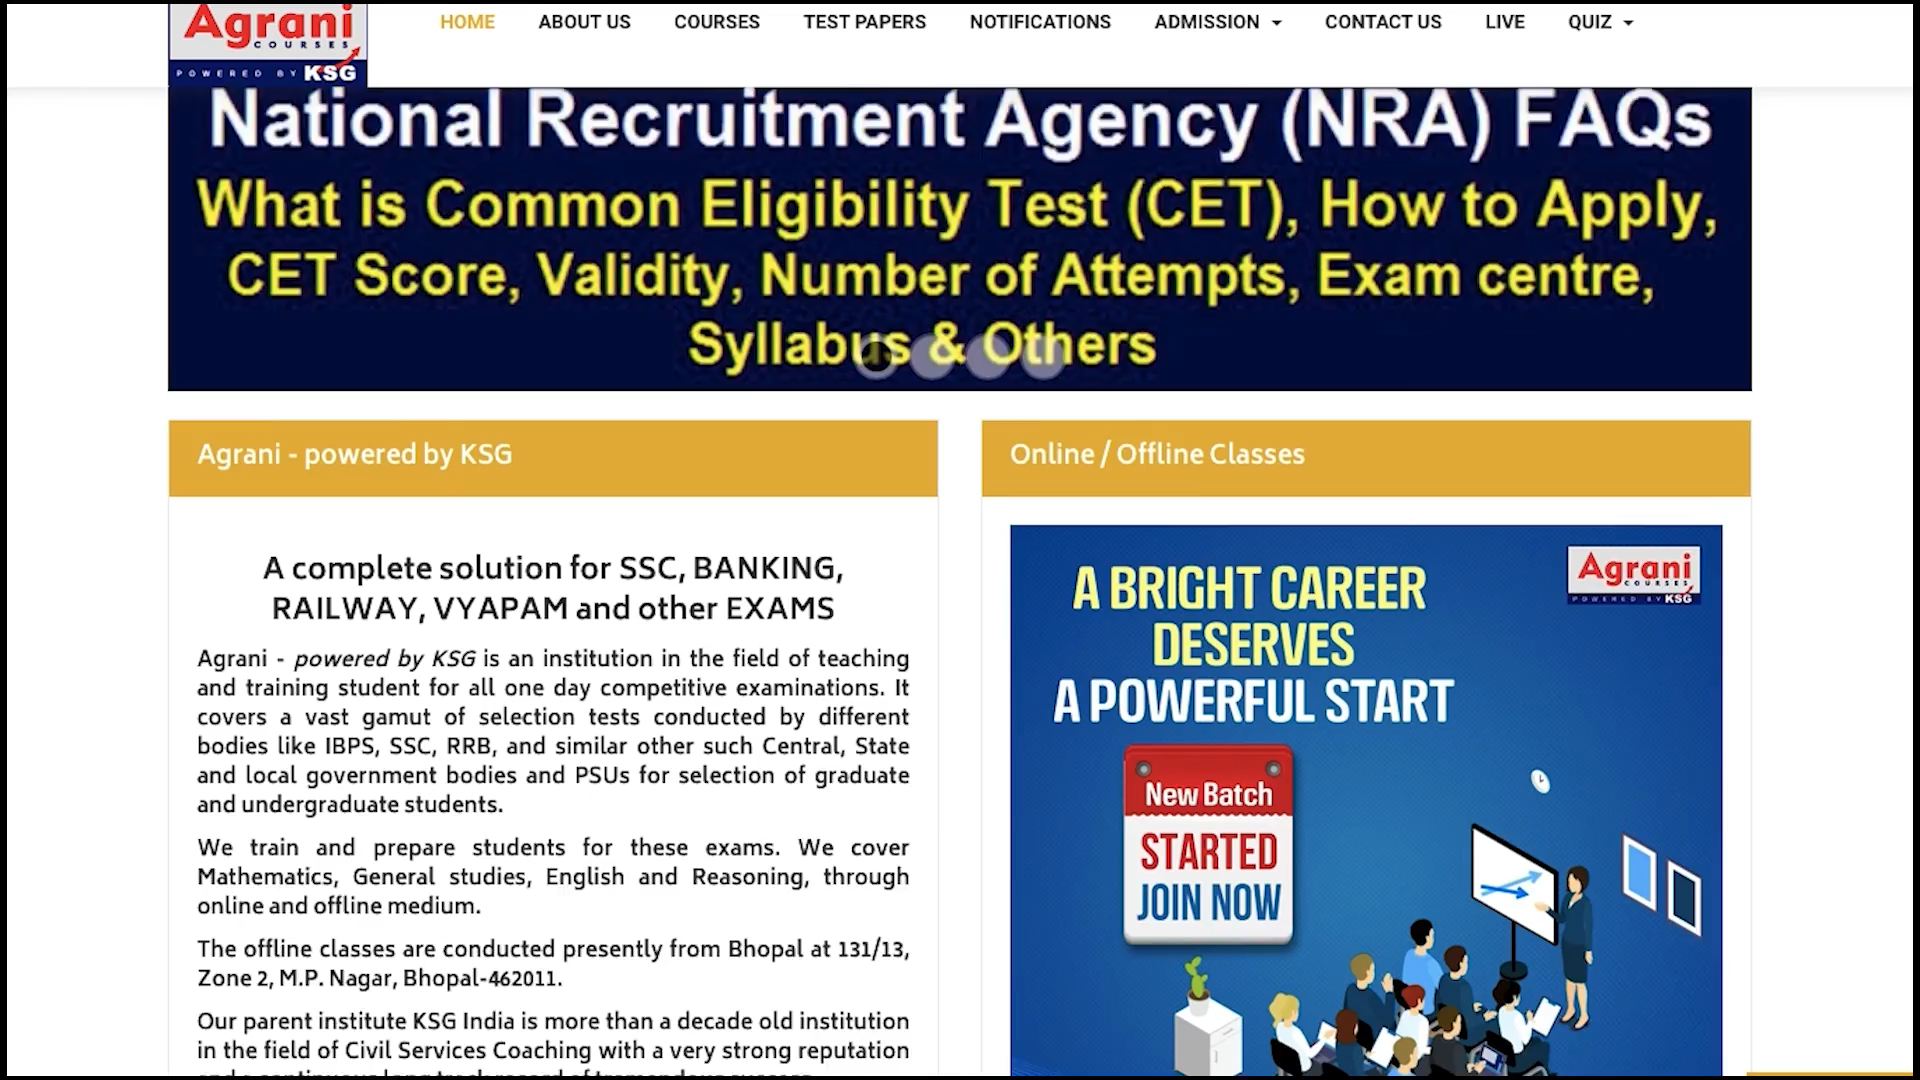 Agrani
COURSES
POWERED BY KSG
HOME ABOUT US COURSES TEST PAPERS NOTIFICATIONS ADMISSION CONTACT US LIVE QUIZ
National Recruitment Agency (NRA) FAQs
What is Common Eligibility Test (CET), How to Apply,
CET Score, Validity, Number of Attempts, Exam centre,
Syllabus & Others
Agrani - powered by KSG
A complete solution for SSC, BANKING,
RAILWAY, VYAPAM and other EXAMS
Agrani - powered by KSG is an institution in the field of teaching
and training student for all one day competitive examinations. It
covers a vast gamut of selection tests conducted by different
bodies like IBPS, SSC, RRB, and similar other such Central, State
and local government bodies and PSUs for selection of graduate
and undergraduate students.
We train and prepare students for these exams. We cover
Mathematics, General studies, English and Reasoning, through
online and offline medium.
The offline classes are conducted presently from Bhopal at 131/13,
Zone 2, M.P. Nagar, Bhopal-462011.
Our parent institute KSG India is more than a decade old institution
in the field of Civil Services Coaching with a very strong reputation
Online / Offline Classes
Agrani
COURSES
POWERED BY KSG
A BRIGHT CAREER
DESERVES
A POWERFUL START
New Batch
STARTED
JOIN NOW